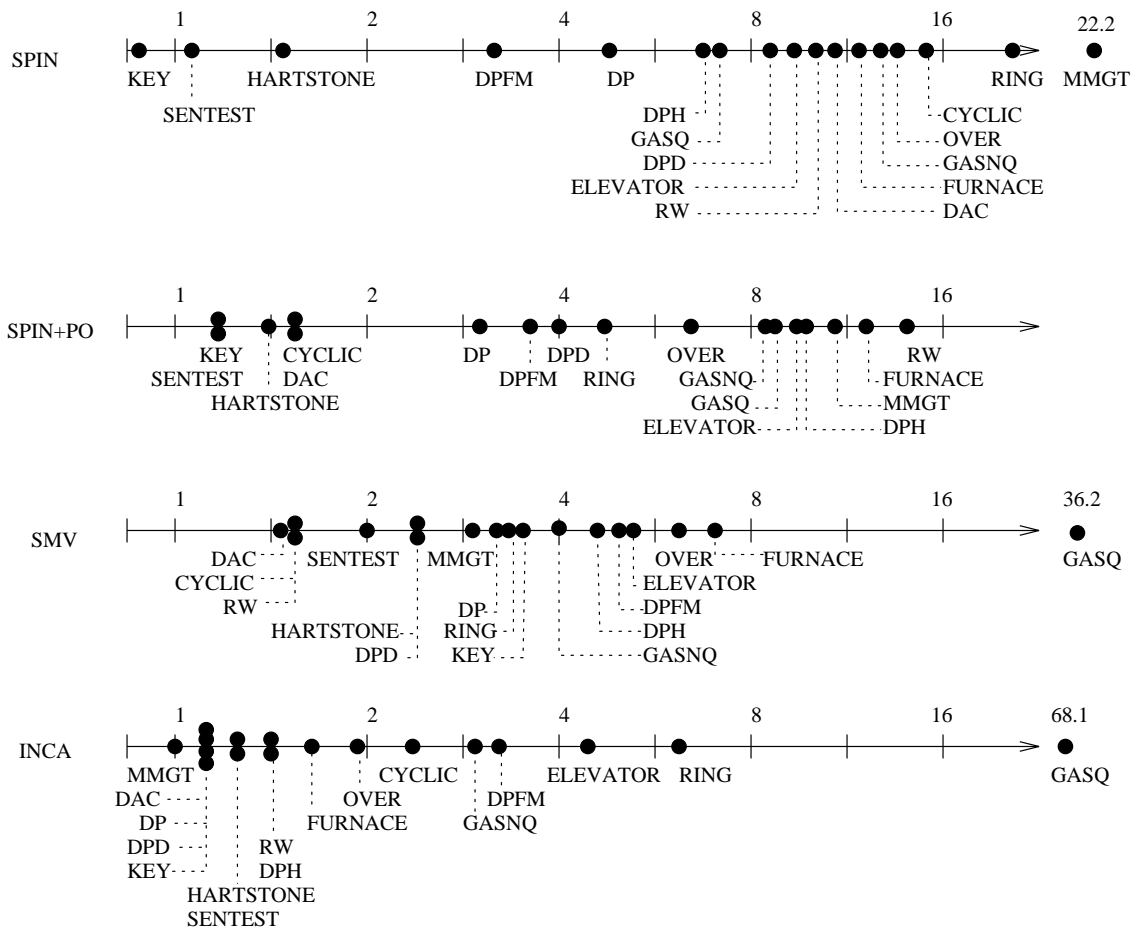 1 2 4 8 16 22.2
SPIN
KEY HARTSTONE DPFM DP RING MMGT
SENTEST DPH CYCLIC
GASQ OVER
DPD GASNQ
ELEVATOR FURNACE
RW DAC
1 2 4 8 16
SPIN+PO
KEY CYCLIC DP DPD OVER RW
SENTEST DAC DPFM RING GASNQ FURNACE
HARTSTONE GASQ MMGT
ELEVATOR DPH
1 2 4 8 16 36.2
SMV
DAC SENTEST MMGT OVER FURNACE GASQ
CYCLIC ELEVATOR
RW DP DPFM
HARTSTONE RING DPH
DPD KEY GASNQ
1 2 4 8 16 68.1
INCA
MMGT CYCLIC ELEVATOR RING GASQ
DAC OVER DPFM
DP FURNACE GASNQ
DPD RW
KEY DPH
HARTSTONE
SENTEST